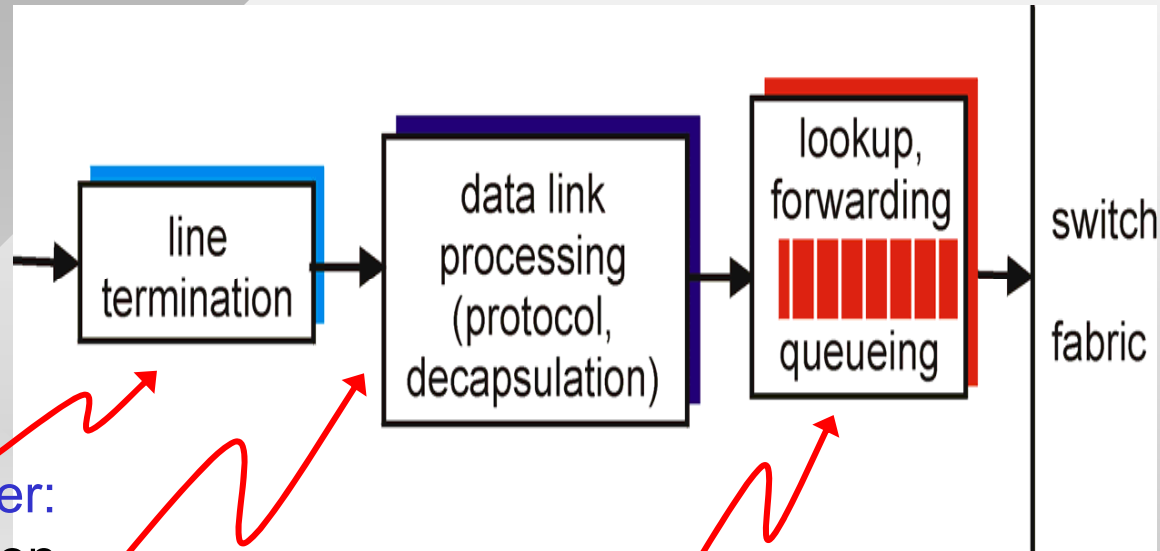 line
termination
data link
processing
(protocol,
decapsulation)
lookup,
forwarding
queueing
switch
fabric
er: